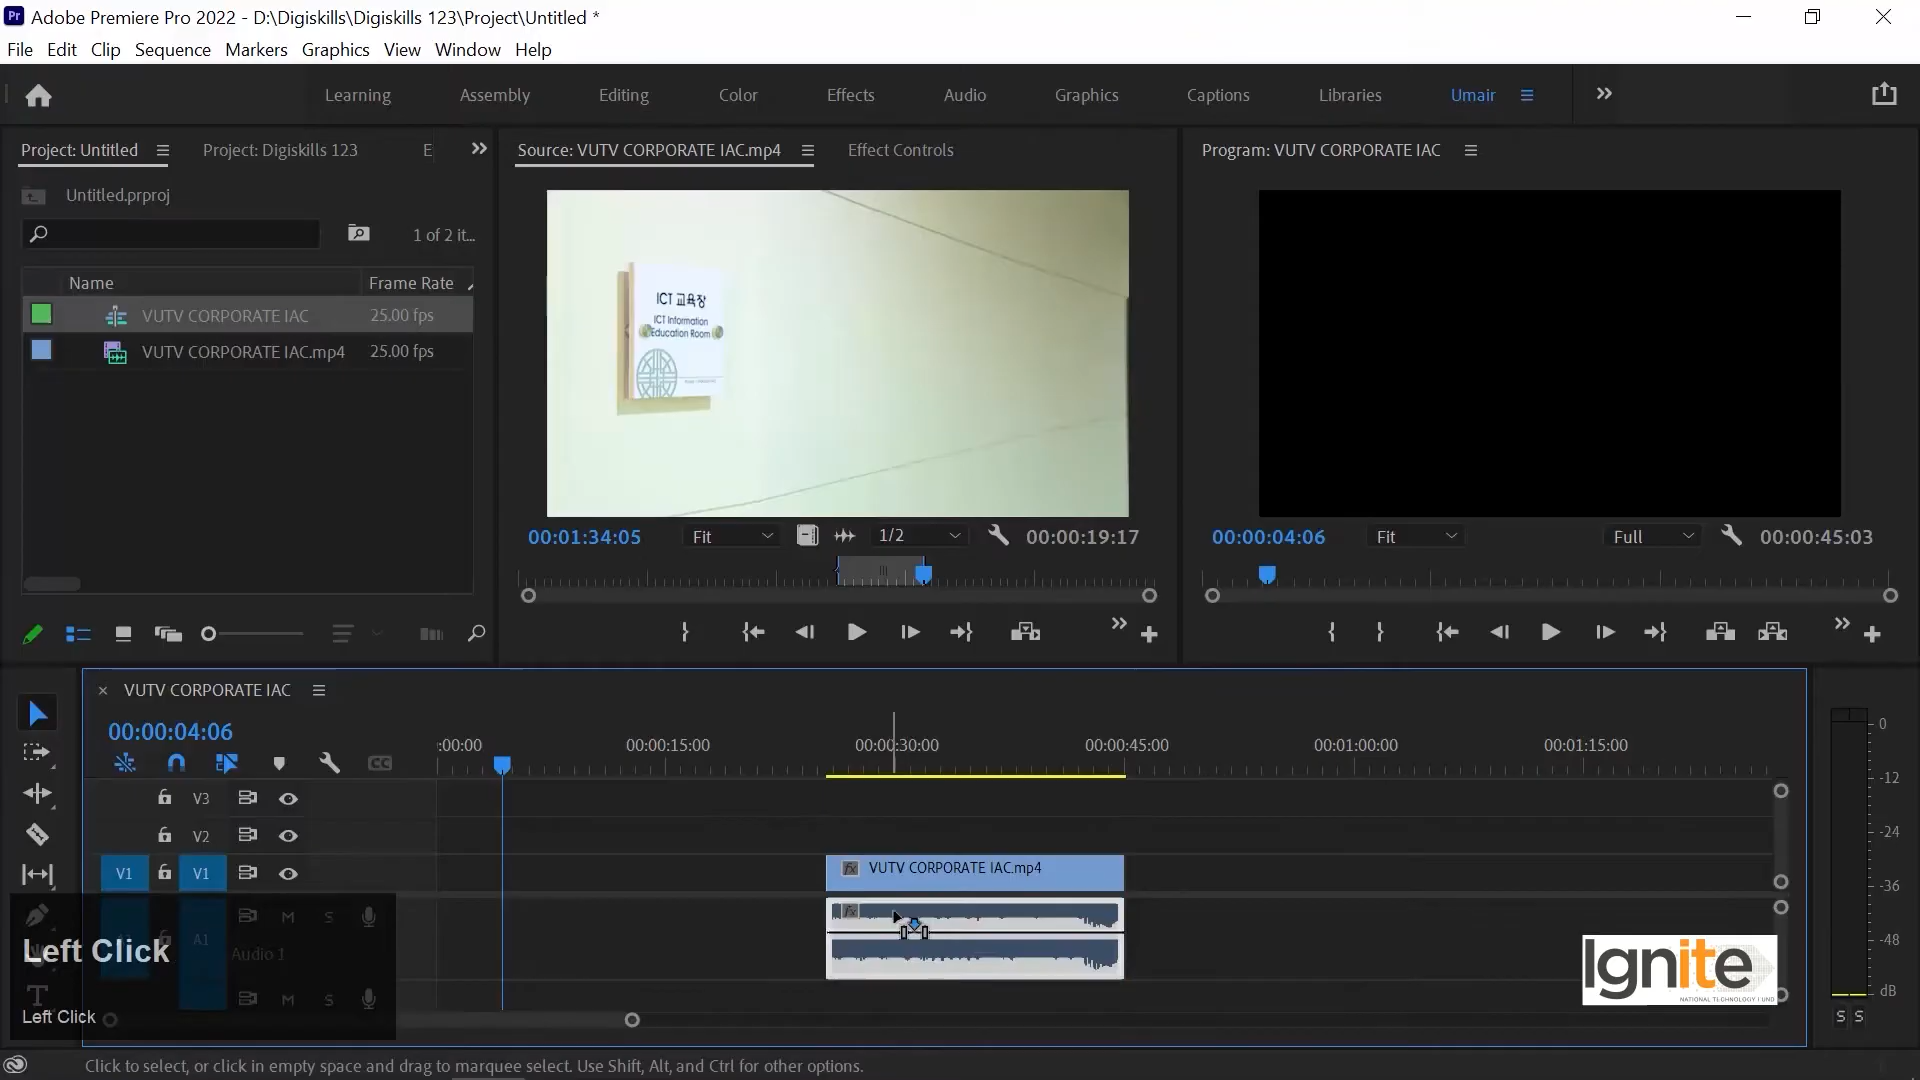 Pr Adobe Premiere Pro 2022 - D:\Digiskills\Digiskills 123\Project\Untitled *
File Edit Clip Sequence Markers Graphics View Window Help
Learning Assembly Editing Color Effects Audio Graphics Captions Libraries Umair
Project: Untitled Project: Digiskills 123 E
Untitled.prproj
1 of 2 it...
Name Frame Rate
VUTV CORPORATE IAC 25.00 fps
VUTV CORPORATE IAC.mp4 25.00 fps
Source: VUTV CORPORATE IAC.mp4 Effect Controls
ICT 교육장
ICT Information
Education Room
00:01:34:05 Fit 1/2 00:00:19:17
Program: VUTV CORPORATE IAC
00:00:04:06 Fit Full 00:00:45:03
VUTV CORPORATE IAC
00:00:04:06
:00:00 00:00:15:00 00:00:30:00 00:00:45:00 00:01:00:00 00:01:15:00
CC
V3
V2
V1 V1
VUTV CORPORATE IAC.mp4
fx
fx
A1 M S
Audio 1
M S
Left Click
Left Click
0
-12
-24
-36
-48
dB
S S
Ignite
NATIONAL TECHNOLOGY FUND
Click to select, or click in empty space and drag to marquee select. Use Shift, Alt, and Ctrl for other options.